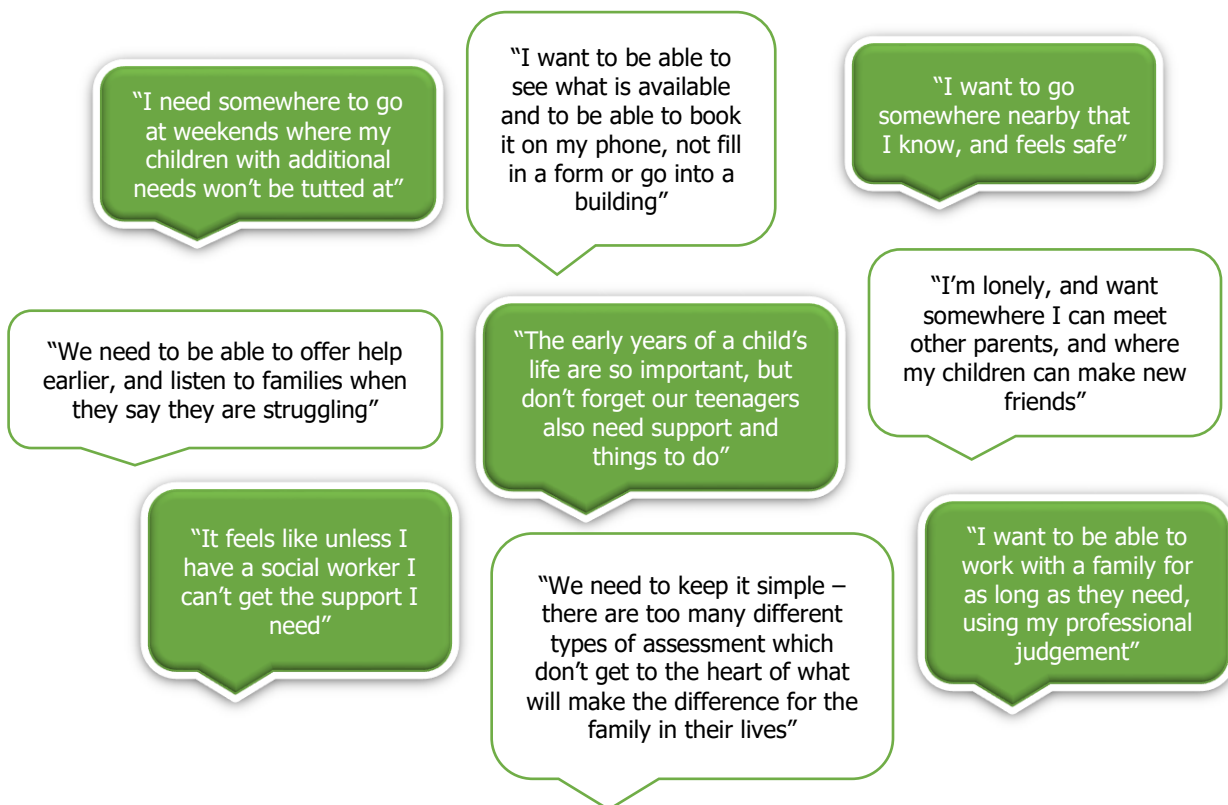 “I need somewhere to go
at weekends where my
children with additional
needs won’t be tutted at”
“I want to be able to
see what is available
and to be able to book
it on my phone, not fill
in a form or go into a
building”
“I want to go
somewhere nearby that
I know, and feels safe”
“We need to be able to offer help
earlier, and listen to families when
they say they are struggling”
“The early years of a child’s
life are so important, but
don’t forget our teenagers
also need support and
things to do”
“I’m lonely, and want
somewhere I can meet
other parents, and where
my children can make new
friends”
“It feels like unless I
have a social worker I
can’t get the support I
need”
“We need to keep it simple –
there are too many different
types of assessment which
don’t get to the heart of what
will make the difference for the
family in their lives”
“I want to be able to
work with a family for
as long as they need,
using my professional
judgement”